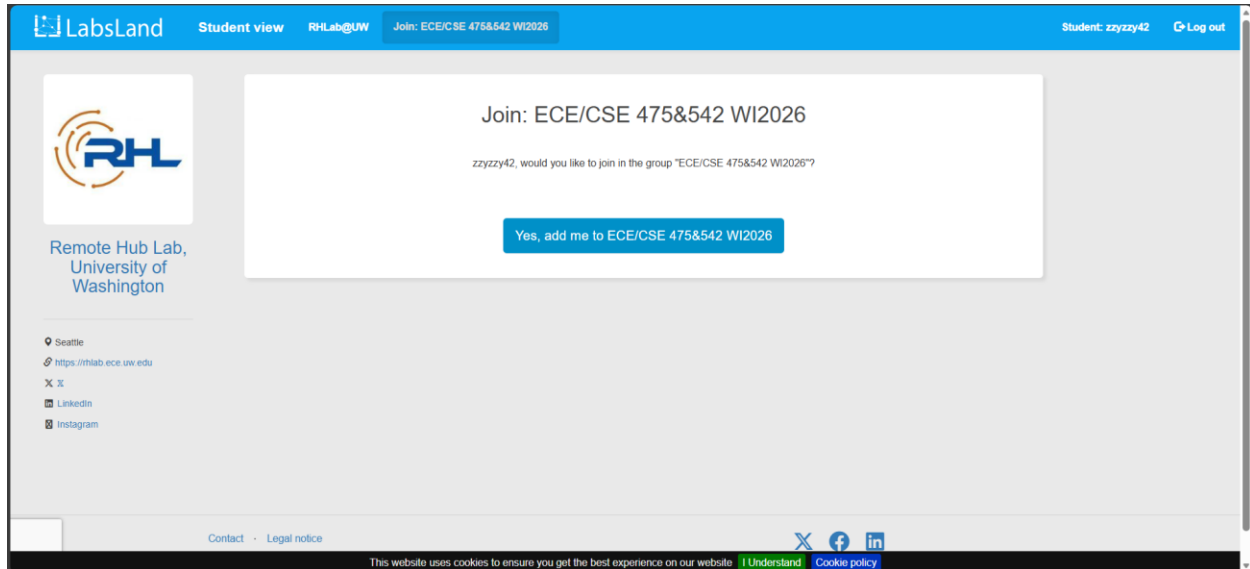 LabsLand Student view RHLab@UW Join: ECE/CSE 475&542 WI2026 Student: zzyzzy42 Log out
RHL
Join: ECE/CSE 475&542 WI2026
zzyzzy42, would you like to join in the group "ECE/CSE 475&542 WI2026"?
Yes, add me to ECE/CSE 475&542 WI2026
Remote Hub Lab,
University of
Washington
Seattle
https://rhlab.ece.uw.edu
X X
LinkedIn
Instagram
Contact · Legal notice
This website uses cookies to ensure you get the best experience on our website I Understand Cookie policy